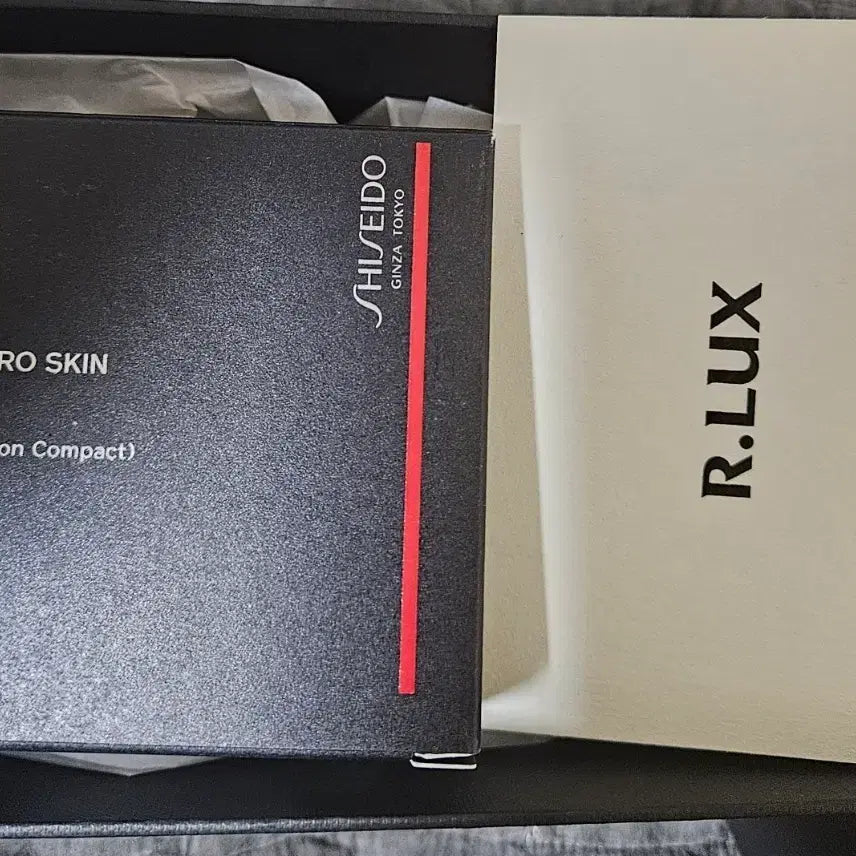 SHISEIDO
GINZA TOKYO
RO SKIN
on Compact)
R.LUX